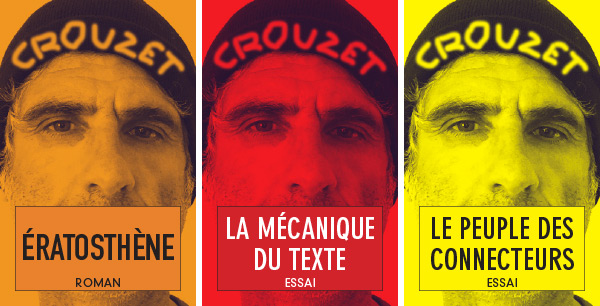 CROUZET
ÉRATOSTHÈNE
ROMAN
CROUZET
LA MÉCANIQUE
DU TEXTE
ESSAI
CROUZET
LE PEUPLE DES
CONNECTEURS
ESSAI